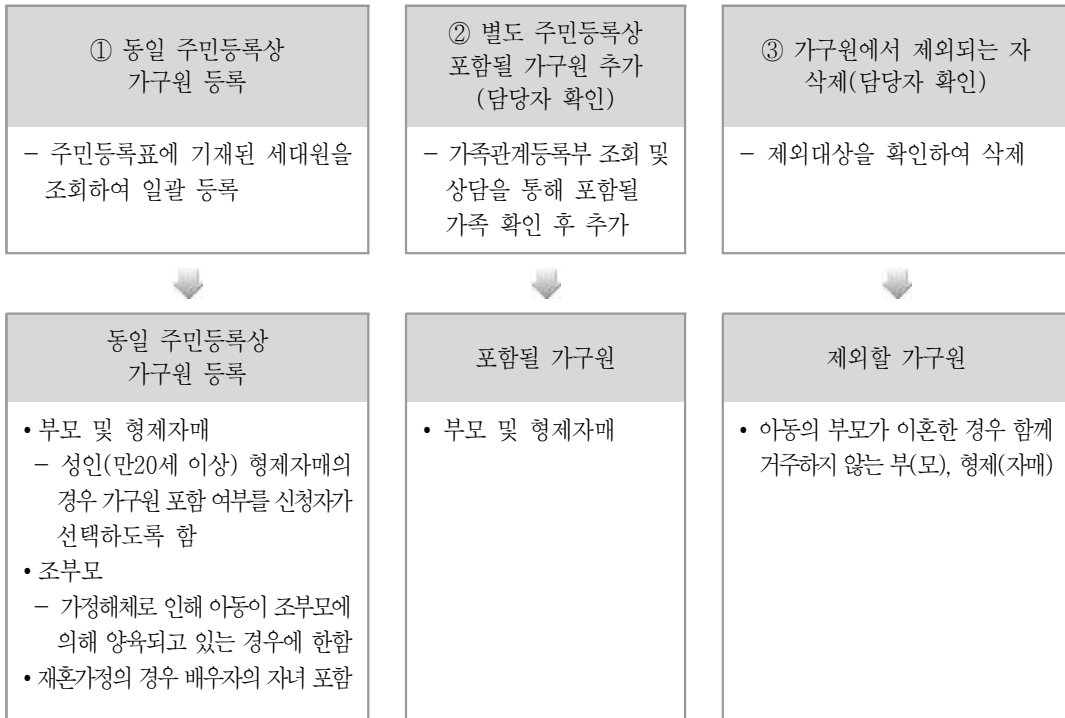 ① 동일 주민등록상
가구원 등록
– 주민등록표에 기재된 세대원을
조회하여 일괄 등록
② 별도 주민등록상
포함될 가구원 추가
(담당자 확인)
– 가족관계등록부 조회 및
상담을 통해 포함될
가족 확인 후 추가
③ 가구원에서 제외되는 자
삭제(담당자 확인)
– 제외대상을 확인하여 삭제
동일 주민등록상
가구원 등록
• 부모 및 형제자매
– 성인(만20세 이상) 형제자매의
경우 가구원 포함 여부를 신청자가
선택하도록 함
• 조부모
– 가정해체로 인해 아동이 조부모에
의해 양육되고 있는 경우에 한함
• 재혼가정의 경우 배우자의 자녀 포함
포함될 가구원
• 부모 및 형제자매
제외할 가구원
• 아동의 부모가 이혼한 경우 함께
거주하지 않는 부(모), 형제(자매)